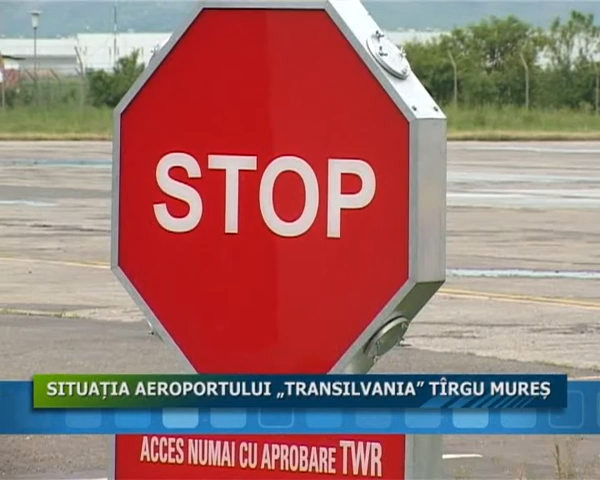 STOP
SITUAȚIA AEROPORTULUI „TRANSILVANIA” TÎRGU MUREȘ
ACCES NUMAI CU APROBARE TWR